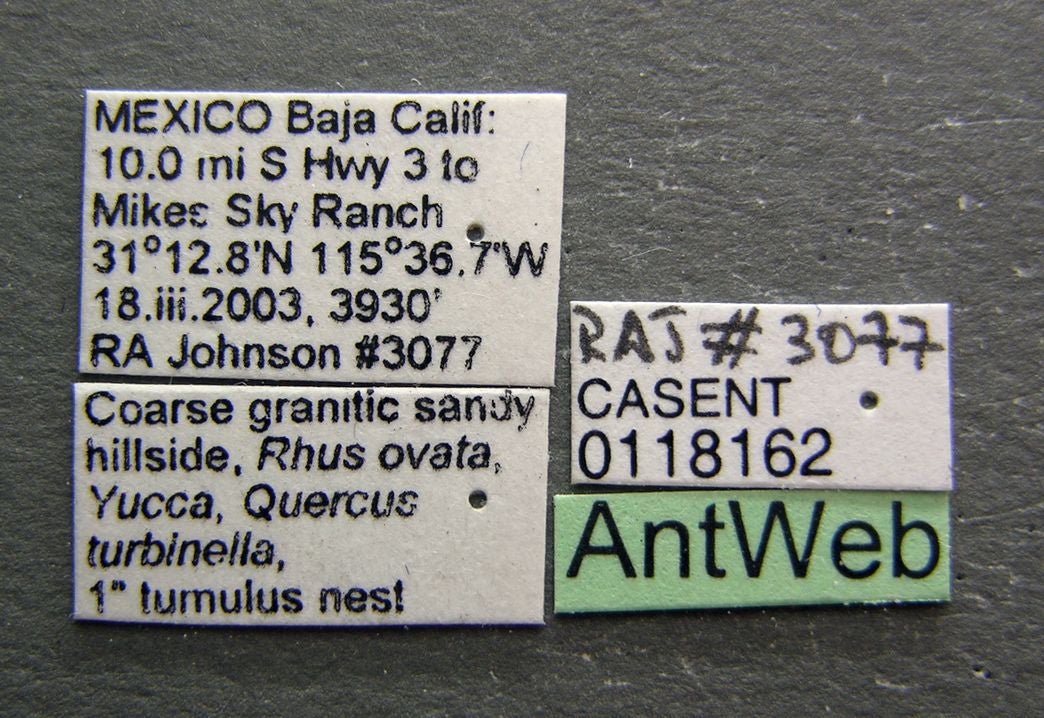 MEXICO Baja Calif:
10.0 mi S Hwy 3 to
Mikes Sky Ranch
31°12.8'N 115°36.7'W
18.iii.2003, 3930'
RA Johnson #3077
Coarse granitic sandy
hillside, Rhus ovata,
Yucca, Quercus
turbinella,
1" tumulus nest
RAJ # 3077
CASENT
0118162
AntWeb